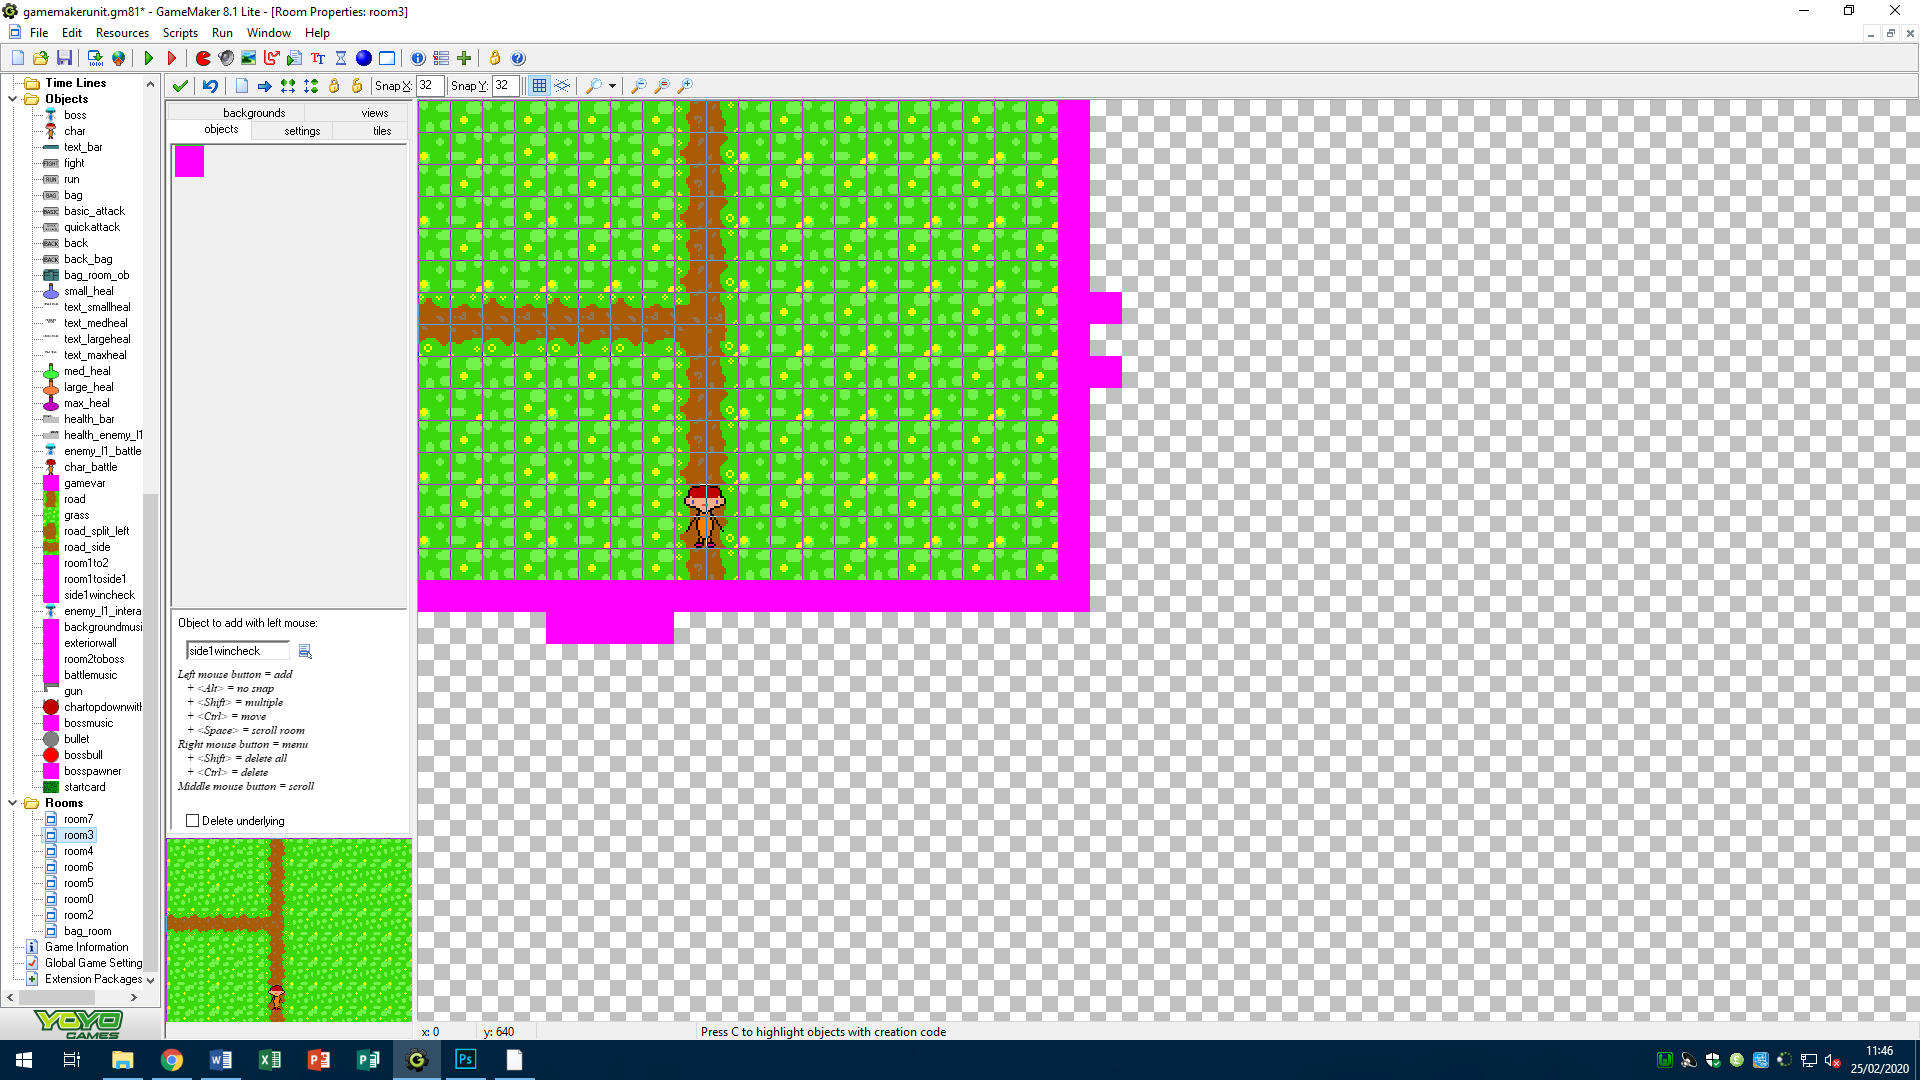 gamemakerunit.gm81* - GameMaker 8.1 Lite - [Room Properties: room3]
File Edit Resources Scripts Run Window Help
Snap X: 32 Snap Y: 32
Time Lines
Objects
boss
char
text_bar
fight
run
bag
basic_attack
quickattack
back
back_bag
bag_room_ob
small_heal
text_smallheal
text_medheal
text_largeheal
text_maxheal
med_heal
large_heal
max_heal
health_bar
health_enemy_l1
enemy_l1_battle
char_battle
gamevar
road
grass
road_split_left
road_side
room1to2
room1toside1
side1wincheck
enemy_l1_intera
backgroundmusi
exteriorwall
room2toboss
battlemusic
gun
chartopdownwith
bossmusic
bullet
bossbull
bosspawner
startcard
Rooms
room7
room3
room4
room6
room5
room0
room2
bag_room
Game Information
Global Game Setting
Extension Packages
YOYO
GAMES
backgrounds views
objects settings tiles
Object to add with left mouse:
side1wincheck
Left mouse button = add
+ <Alt> = no snap
+ <Shift> = multiple
+ <Ctrl> = move
+ <Space> = scroll room
Right mouse button = menu
+ <Shift> = delete all
+ <Ctrl> = delete
Middle mouse button = scroll
Delete underlying
x: 0 y: 640 Press C to highlight objects with creation code
11:46
25/02/2020